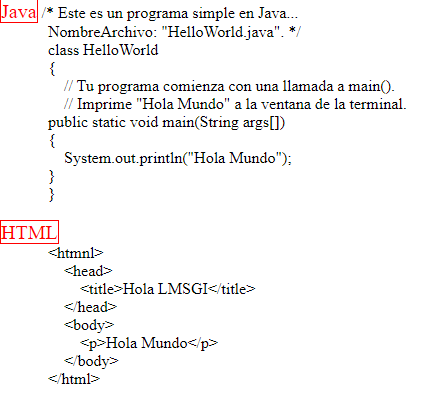 Java /* Este es un programa simple en Java...
NombreArchivo: "HelloWorld.java". */
class HelloWorld
{
// Tu programa comienza con una llamada a main().
// Imprime "Hola Mundo" a la ventana de la terminal.
public static void main(String args[])
{
System.out.println("Hola Mundo");
}
}
HTML
<htmnl>
<head>
<title>Hola LMSGI</title>
</head>
<body>
<p>Hola Mundo</p>
</body>
</html>